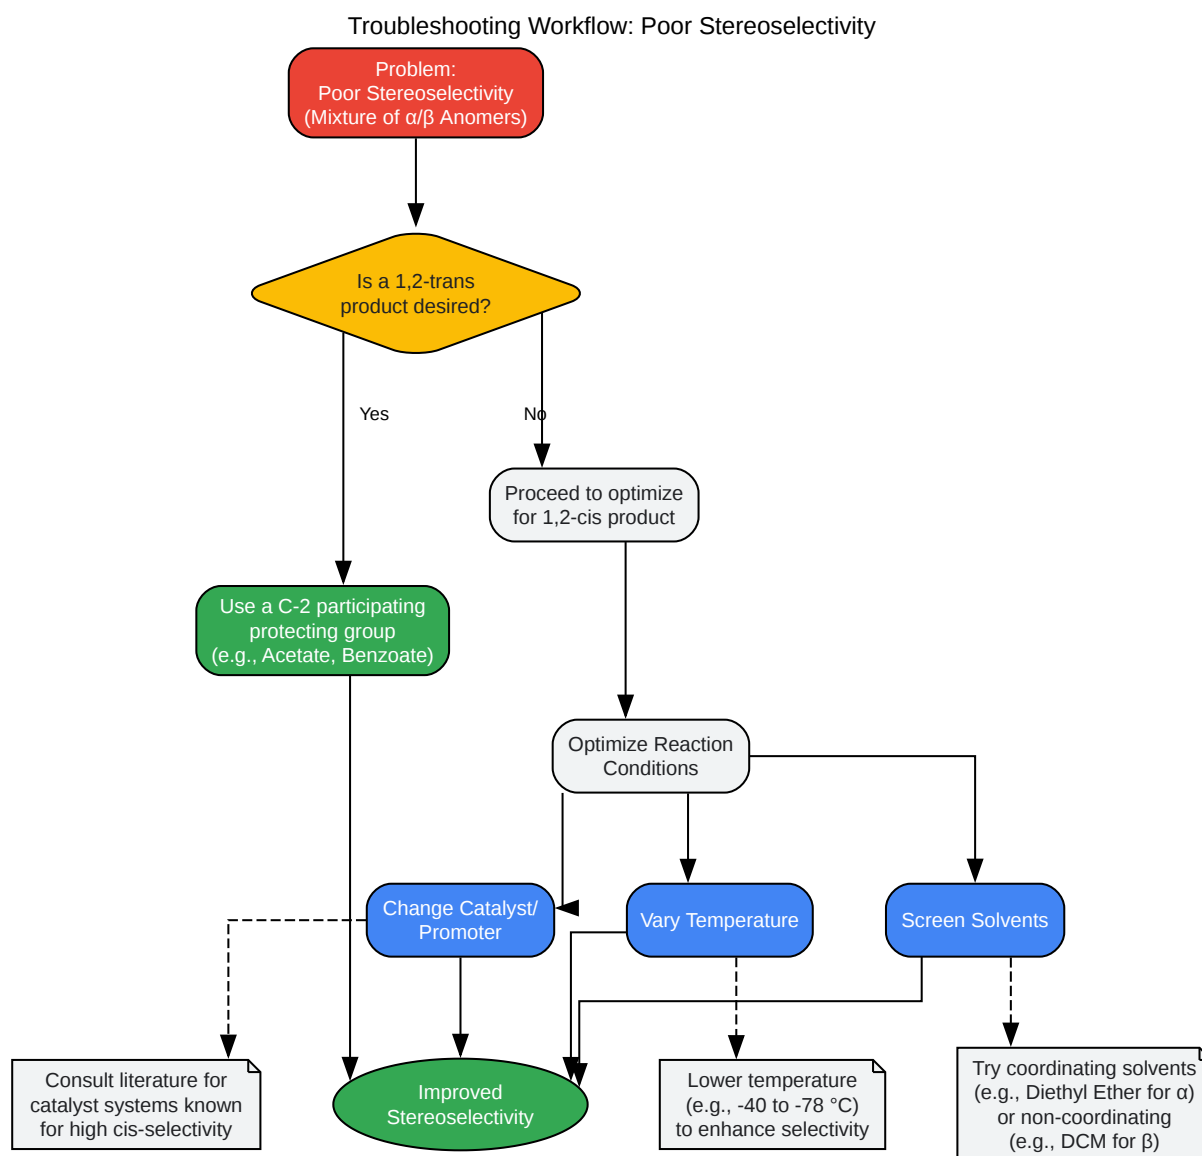 Troubleshooting Workflow: Poor Stereoselectivity
Problem:
Poor Stereoselectivity
(Mixture of α/β Anomers)
Is a 1,2-trans
product desired?
Yes
No
Proceed to optimize
for 1,2-cis product
Use a C-2 participating
protecting group
(e.g., Acetate, Benzoate)
Optimize Reaction
Conditions
Change Catalyst/
Promoter
Vary Temperature
Screen Solvents
Consult literature for
catalyst systems known
for high cis-selectivity
Improved
Stereoselectivity
Lower temperature
(e.g., -40 to -78 °C)
to enhance selectivity
Try coordinating solvents
(e.g., Diethyl Ether for α)
or non-coordinating
(e.g., DCM for β)